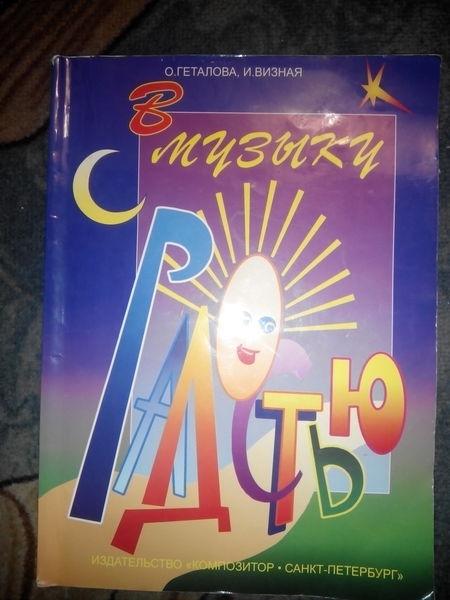 О.ГЕТАЛОВА, И.ВИЗНАЯ
В
МУЗЫКУ
С
РАДОСТЬЮ
ИЗДАТЕЛЬСТВО «КОМПОЗИТОР • САНКТ-ПЕТЕРБУРГ»